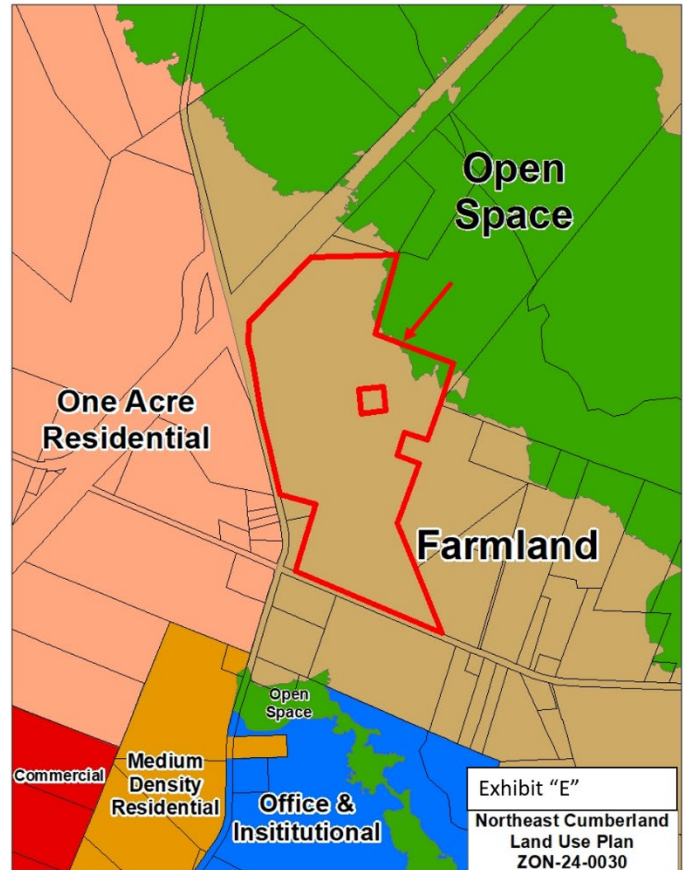 Open
Space
One Acre
Residential
Farmland
Open
Space
Commercial
Medium
Density
Residential
Office &
Insititutional
Exhibit “E”
Northeast Cumberland
Land Use Plan
ZON-24-0030